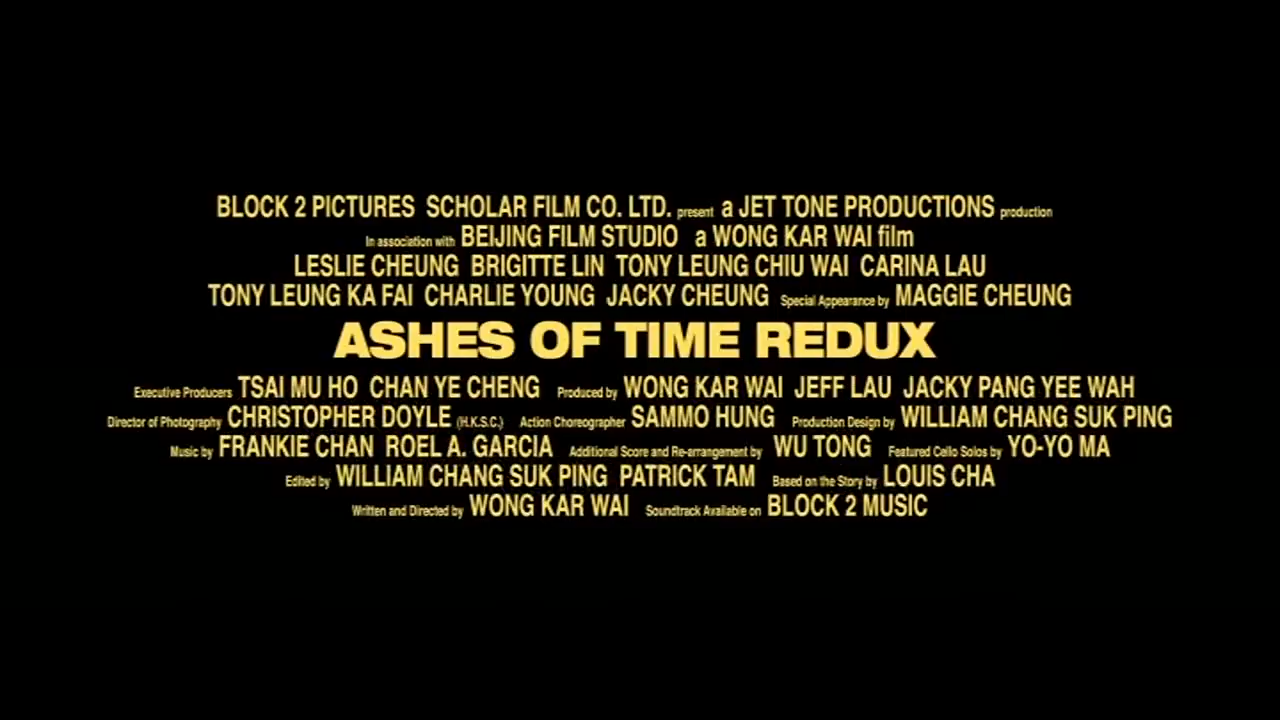 BLOCK 2 PICTURES SCHOLAR FILM CO. LTD. present a JET TONE PRODUCTIONS production
In association with BEIJING FILM STUDIO a WONG KAR WAI film
LESLIE CHEUNG BRIGITTE LIN TONY LEUNG CHIU WAI CARINA LAU
TONY LEUNG KA FAI CHARLIE YOUNG JACKY CHEUNG Special Appearance by MAGGIE CHEUNG
ASHES OF TIME REDUX
Executive Producers TSAI MU HO CHAN YE CHENG Produced by WONG KAR WAI JEFF LAU JACKY PANG YEE WAH
Director of Photography CHRISTOPHER DOYLE (H.K.S.C.) Action Choreographer SAMMO HUNG Production Design by WILLIAM CHANG SUK PING
Music by FRANKIE CHAN ROEL A. GARCIA Additional Score and Re-arrangement by WU TONG Featured Cello Solos by YO-YO MA
Edited by WILLIAM CHANG SUK PING PATRICK TAM Based on the Story by LOUIS CHA
Written and Directed by WONG KAR WAI Soundtrack Available on BLOCK 2 MUSIC